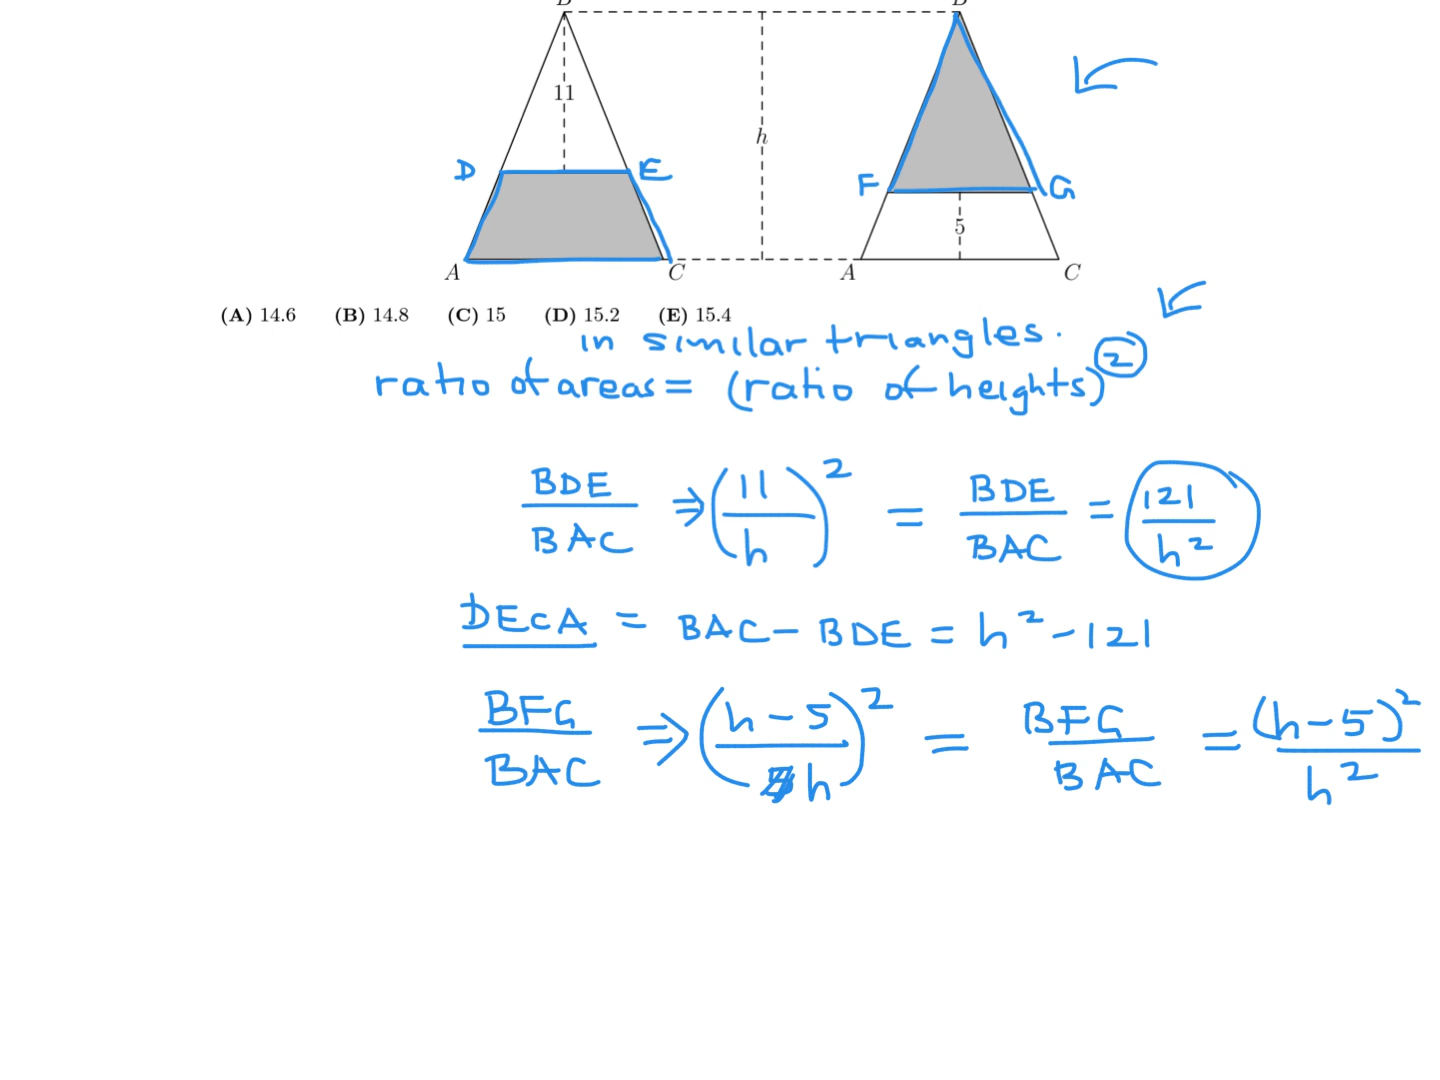 B B
11
h
D E F G
5
A C A C
(A) 14.6 (B) 14.8 (C) 15 (D) 15.2 (E) 15.4
in similar triangles.
ratio of areas = (ratio of heights)²
BDE/BAC ⇒ (11/h)² = BDE/BAC = 121/h²
DECA = BAC - BDE = h² - 121
BFG/BAC ⇒ (h-5/h)² = BFG/BAC = (h-5)²/h²